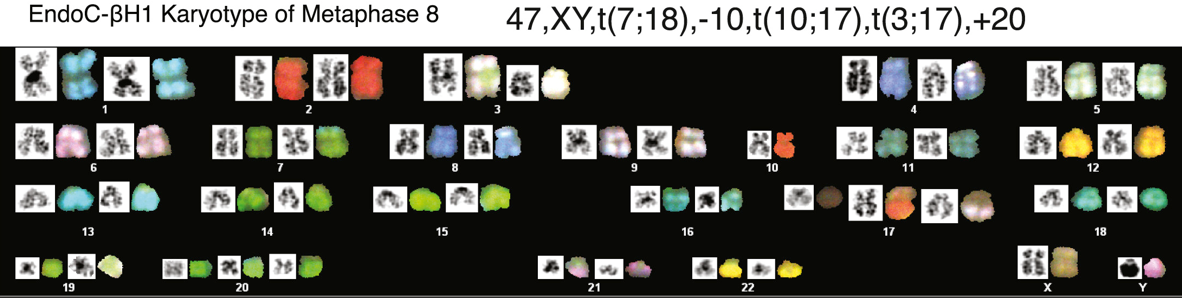 EndoC-βH1 Karyotype of Metaphase 8
47,XY,t(7;18),-10,t(10;17),t(3;17),+20
1 2 3 4 5
6 7 8 9 10 11 12
13 14 15 16 17 18
19 20 21 22 X Y